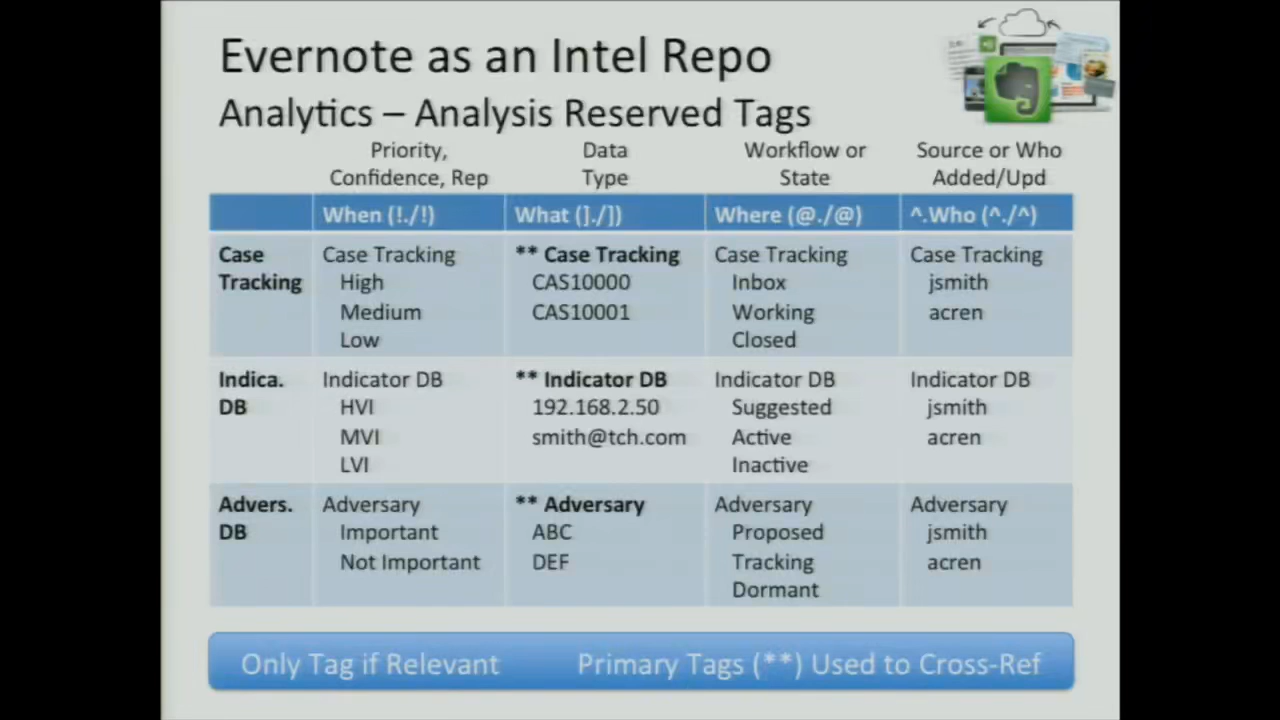 Evernote as an Intel Repo
Analytics – Analysis Reserved Tags
Priority, Confidence, Rep
Data Type
Workflow or State
Source or Who Added/Upd
When (!./!)
What (]./])
Where (@./@)
^.Who (^./^)
Case Tracking
Case Tracking
High
Medium
Low
** Case Tracking
CAS10000
CAS10001
Case Tracking
Inbox
Working
Closed
Case Tracking
jsmith
acren
Indica. DB
Indicator DB
HVI
MVI
LVI
** Indicator DB
192.168.2.50
smith@tch.com
Indicator DB
Suggested
Active
Inactive
Indicator DB
jsmith
acren
Advers. DB
Adversary
Important
Not Important
** Adversary
ABC
DEF
Adversary
Proposed
Tracking
Dormant
Adversary
jsmith
acren
Only Tag if Relevant
Primary Tags (**) Used to Cross-Ref